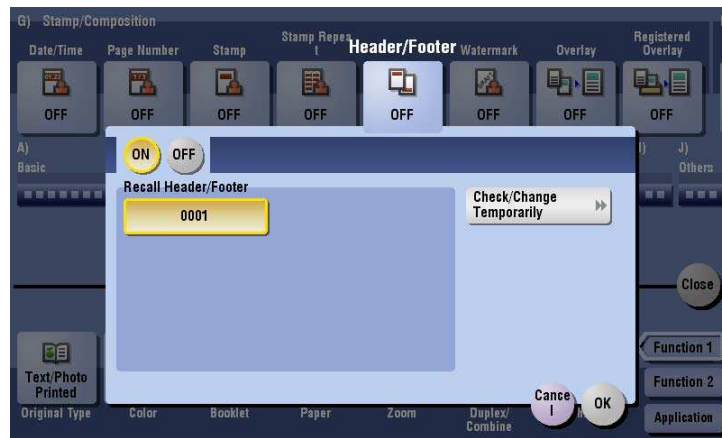 G) Stamp/Composition
Date/Time
Page Number
Stamp
Stamp Repea
t
Header/Footer
Watermark
Overlay
Registered
Overlay
OFF
OFF
OFF
OFF
OFF
OFF
OFF
OFF
A)
Basic
ON
OFF
I)
J)
Others
Recall Header/Footer
0001
Check/Change
Temporarily
Close
Text/Photo
Printed
Original Type
Color
Booklet
Paper
Zoom
Duplex/
Combine
Cance
l
OK
Function 1
Function 2
Application